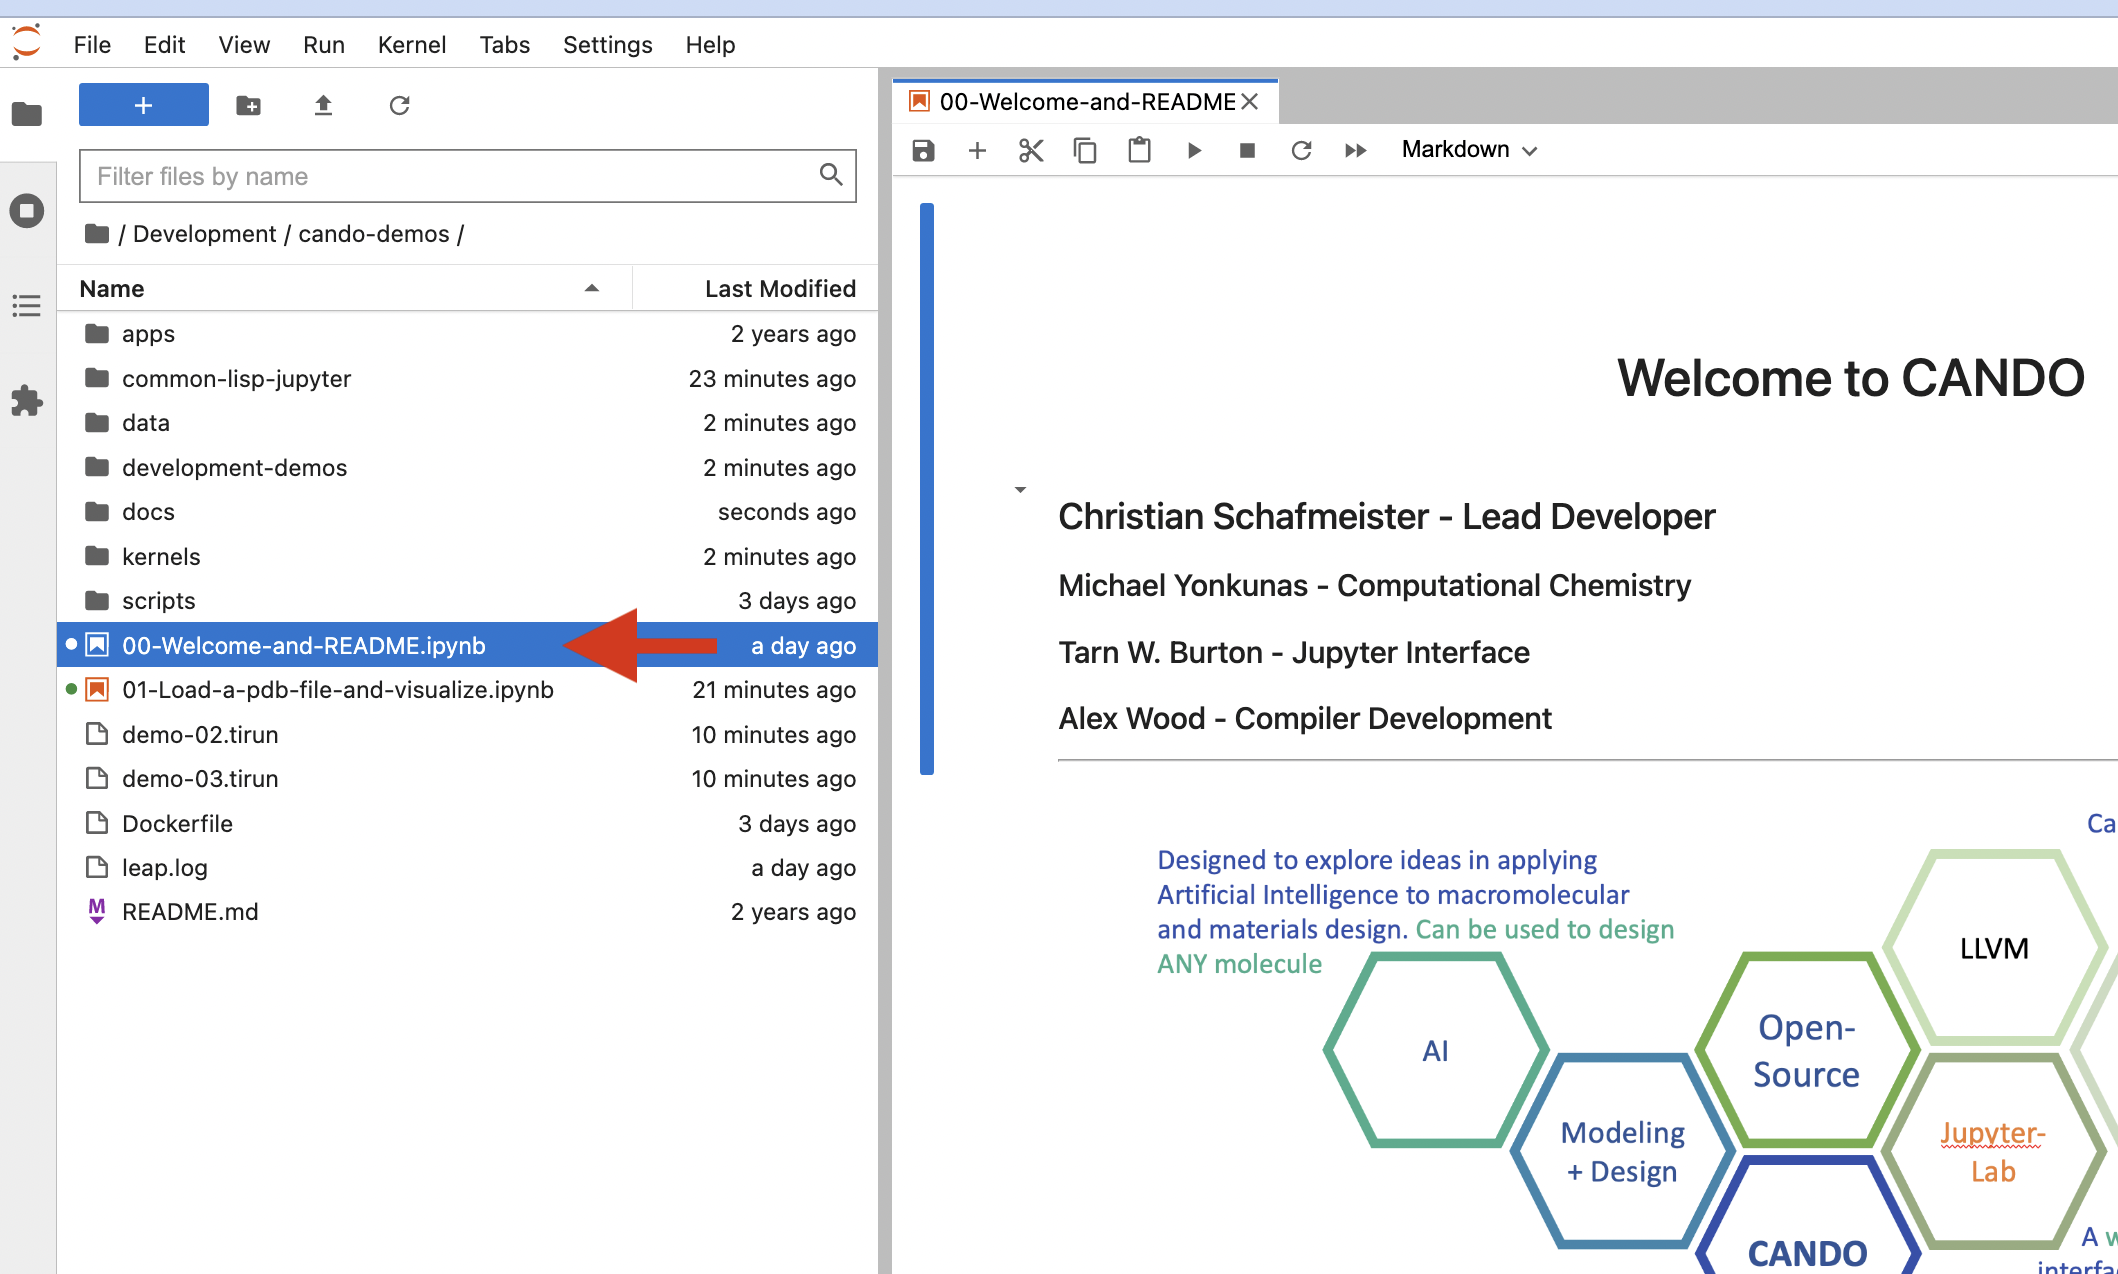 File Edit View Run Kernel Tabs Settings Help
+
Filter files by name
/ Development / cando-demos /
Name Last Modified
apps 2 years ago
common-lisp-jupyter 23 minutes ago
data 2 minutes ago
development-demos 2 minutes ago
docs seconds ago
kernels 2 minutes ago
scripts 3 days ago
00-Welcome-and-README.ipynb a day ago
01-Load-a-pdb-file-and-visualize.ipynb 21 minutes ago
demo-02.tirun 10 minutes ago
demo-03.tirun 10 minutes ago
Dockerfile 3 days ago
leap.log a day ago
M README.md 2 years ago
00-Welcome-and-README
Markdown
Welcome to CANDO
Christian Schafmeister - Lead Developer
Michael Yonkunas - Computational Chemistry
Tarn W. Burton - Jupyter Interface
Alex Wood - Compiler Development
Ca
Designed to explore ideas in applying
Artificial Intelligence to macromolecular
and materials design. Can be used to design
ANY molecule
LLVM
Open-
Source
AI
Modeling
+ Design
Jupyter-
Lab
CANDO
A w
interfa